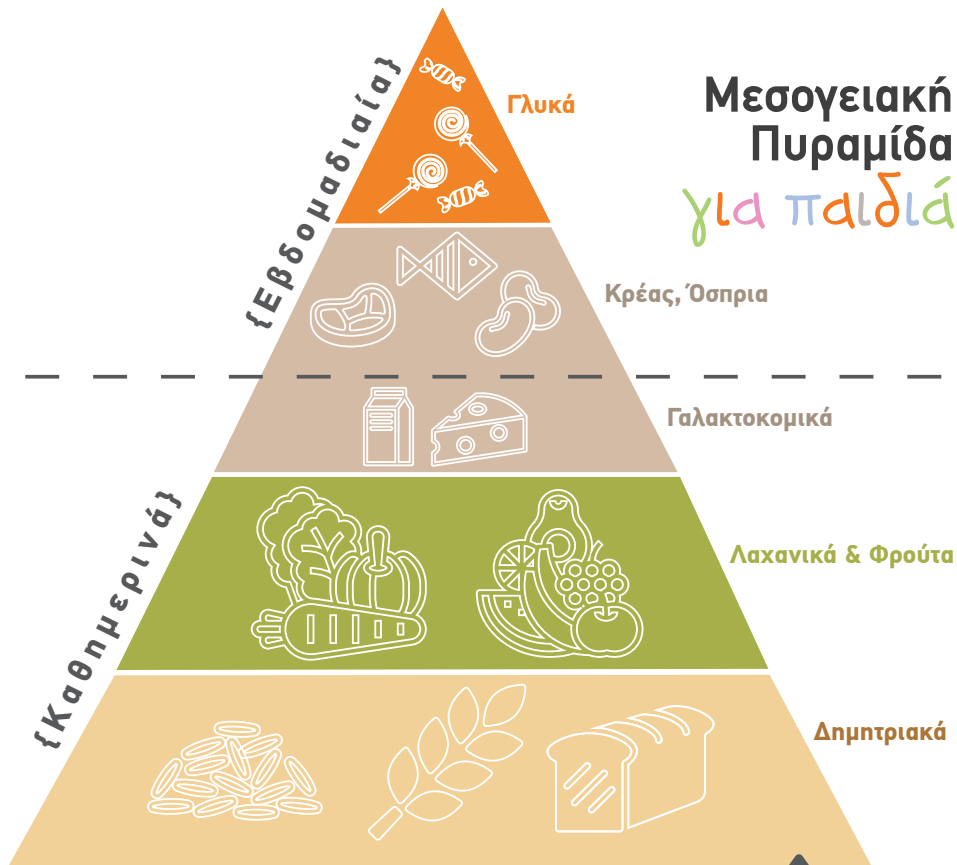 Μεσογειακή
Πυραμίδα
για παιδιά
{Εβδομαδιαία}
Γλυκά
Κρέας, Όσπρια
Γαλακτοκομικά
{Καθημερινά}
Λαχανικά & Φρούτα
Δημητριακά